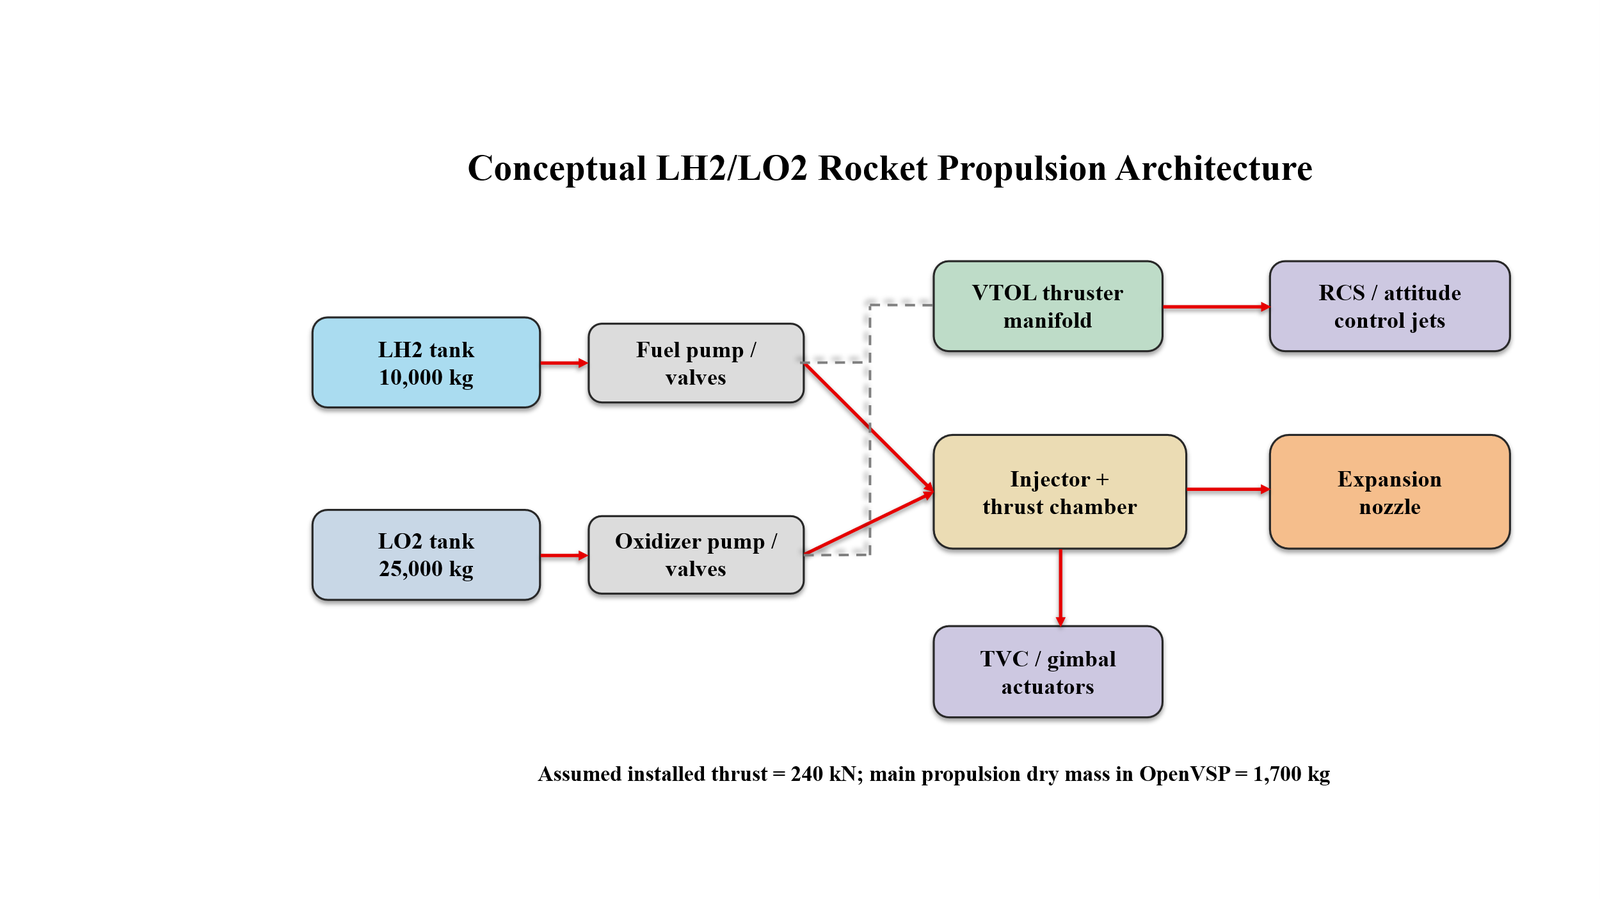 Conceptual LH2/LO2 Rocket Propulsion Architecture
LH2 tank
10,000 kg
Fuel pump /
valves
VTOL thruster
manifold
RCS / attitude
control jets
LO2 tank
25,000 kg
Oxidizer pump /
valves
Injector +
thrust chamber
Expansion
nozzle
TVC / gimbal
actuators
Assumed installed thrust = 240 kN; main propulsion dry mass in OpenVSP = 1,700 kg